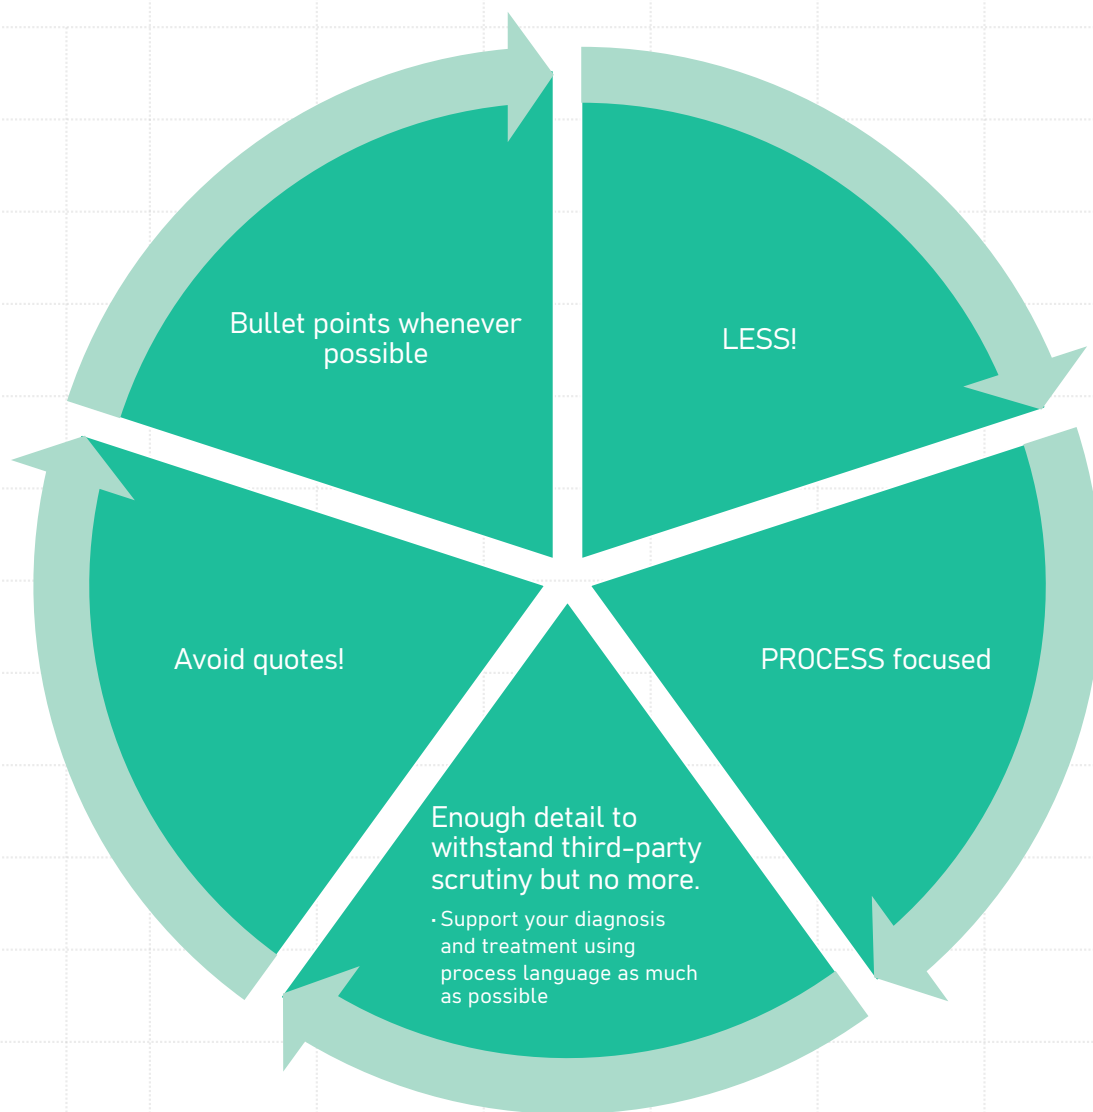 LESS!
PROCESS focused
Enough detail to
withstand third-party
scrutiny but no more.
• Support your diagnosis
and treatment using
process language as much
as possible
Avoid quotes!
Bullet points whenever
possible